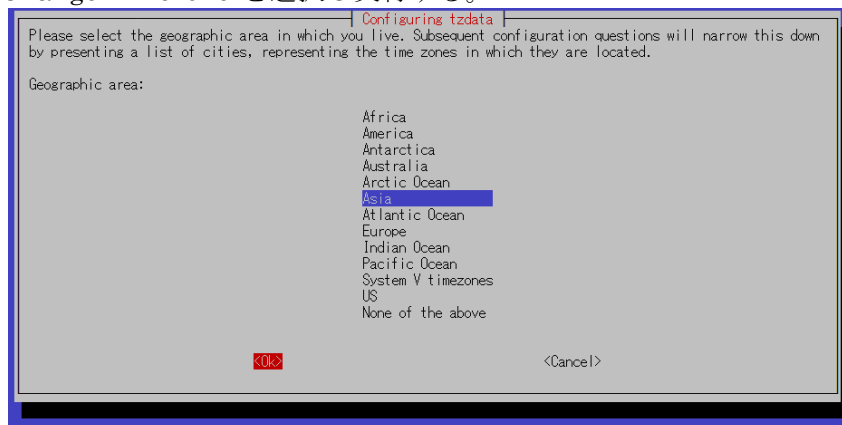 Configuring tzdata
Please select the geographic area in which you live. Subsequent configuration questions will narrow this down
by presenting a list of cities, representing the time zones in which they are located.
Geographic area:
Africa
America
Antarctica
Australia
Arctic Ocean
Asia
Atlantic Ocean
Europe
Indian Ocean
Pacific Ocean
System V timezones
US
None of the above
<Ok> <Cancel>